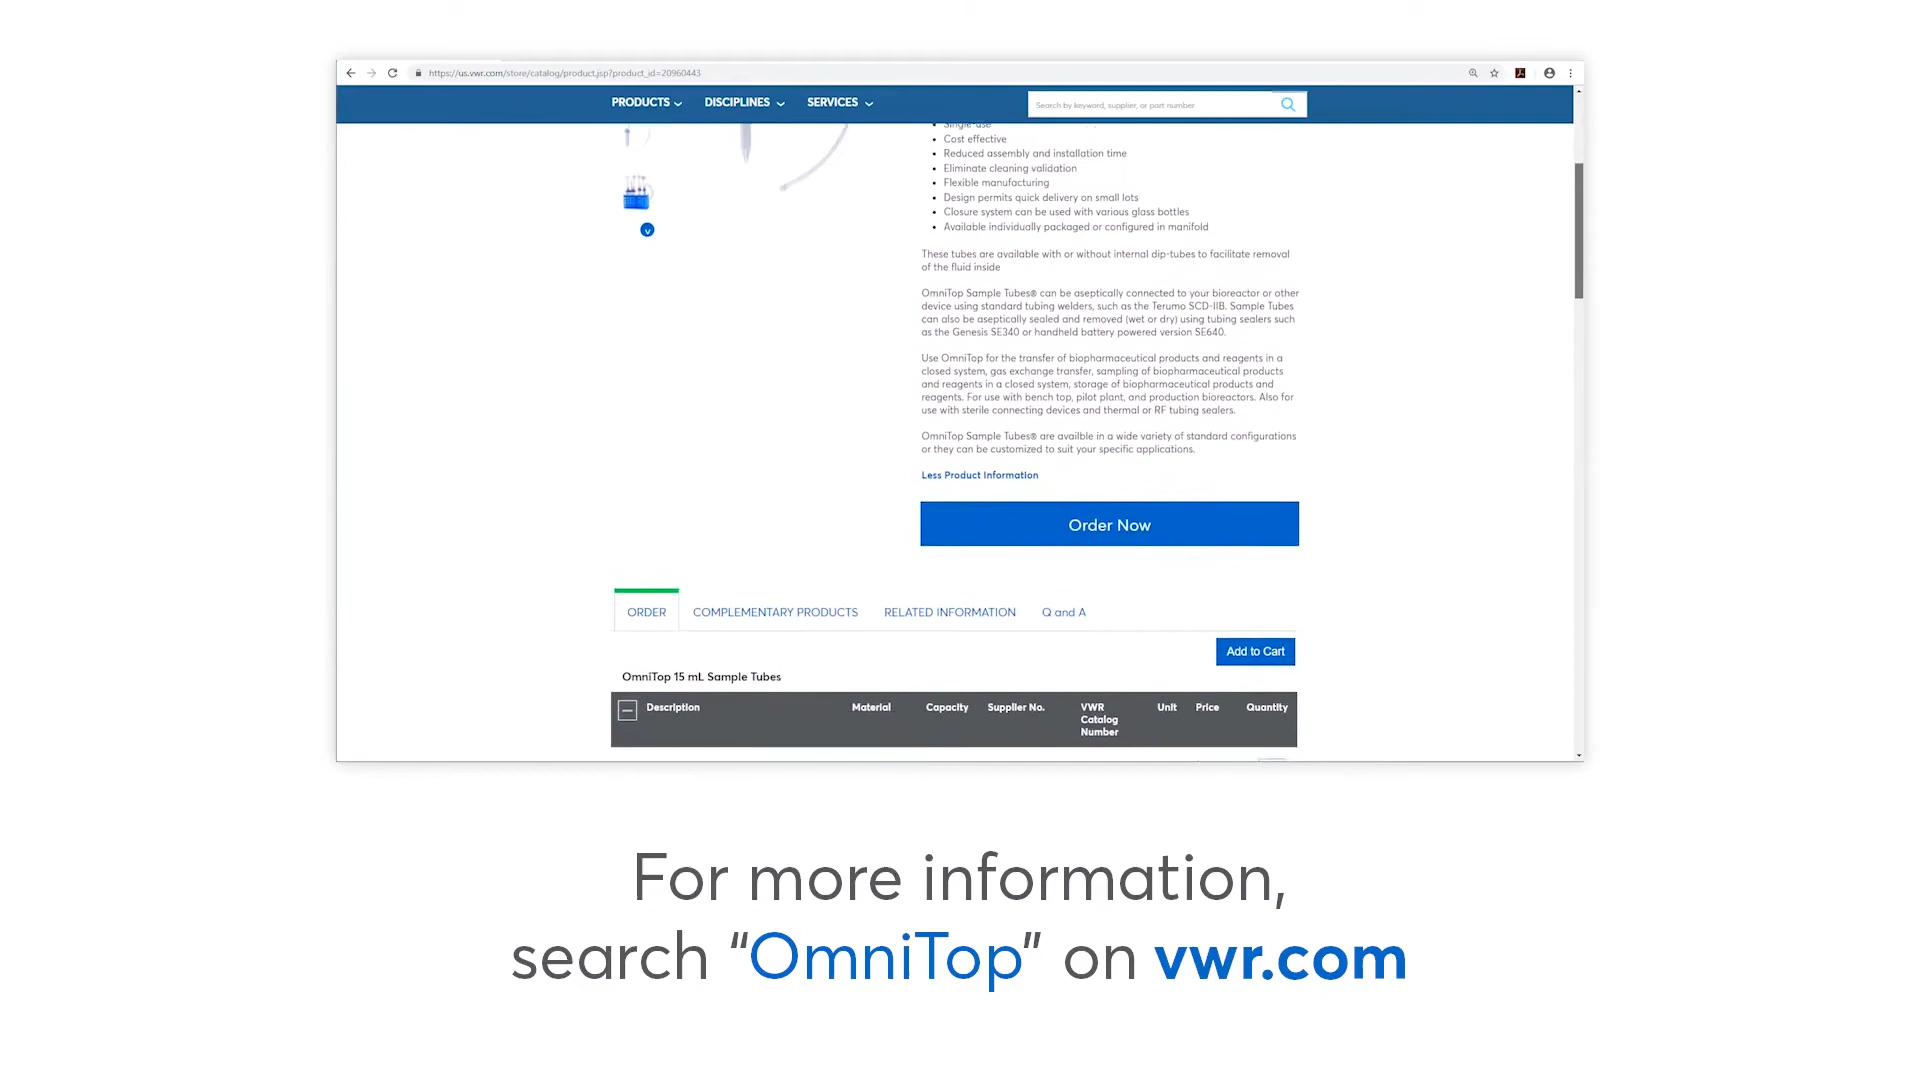 https://us.vwr.com/store/catalog/product.jsp?product_id=20960443
PRODUCTS DISCIPLINES SERVICES
Search by keyword, supplier, or part number
Single-use
Cost effective
Reduced assembly and installation time
Eliminate cleaning validation
Flexible manufacturing
Design permits quick delivery on small lots
Closure system can be used with various glass bottles
Available individually packaged or configured in manifold
These tubes are available with or without internal dip-tubes to facilitate removal
of the fluid inside
OmniTop Sample Tubes® can be aseptically connected to your bioreactor or other
device using standard tubing welders, such as the Terumo SCD-IIB. Sample Tubes
can also be aseptically sealed and removed (wet or dry) using tubing sealers such
as the Genesis SE340 or handheld battery powered version SE640.
Use OmniTop for the transfer of biopharmaceutical products and reagents in a
closed system, gas exchange transfer, sampling of biopharmaceutical products
and reagents in a closed system, storage of biopharmaceutical products and
reagents. For use with bench top, pilot plant, and production bioreactors. Also for
use with sterile connecting devices and thermal or RF tubing sealers.
OmniTop Sample Tubes® are availble in a wide variety of standard configurations
or they can be customized to suit your specific applications.
Less Product Information
Order Now
ORDER COMPLEMENTARY PRODUCTS RELATED INFORMATION Q and A
Add to Cart
OmniTop 15 mL Sample Tubes
Description Material Capacity Supplier No. VWR Catalog Number Unit Price Quantity
For more information,
search “OmniTop” on vwr.com